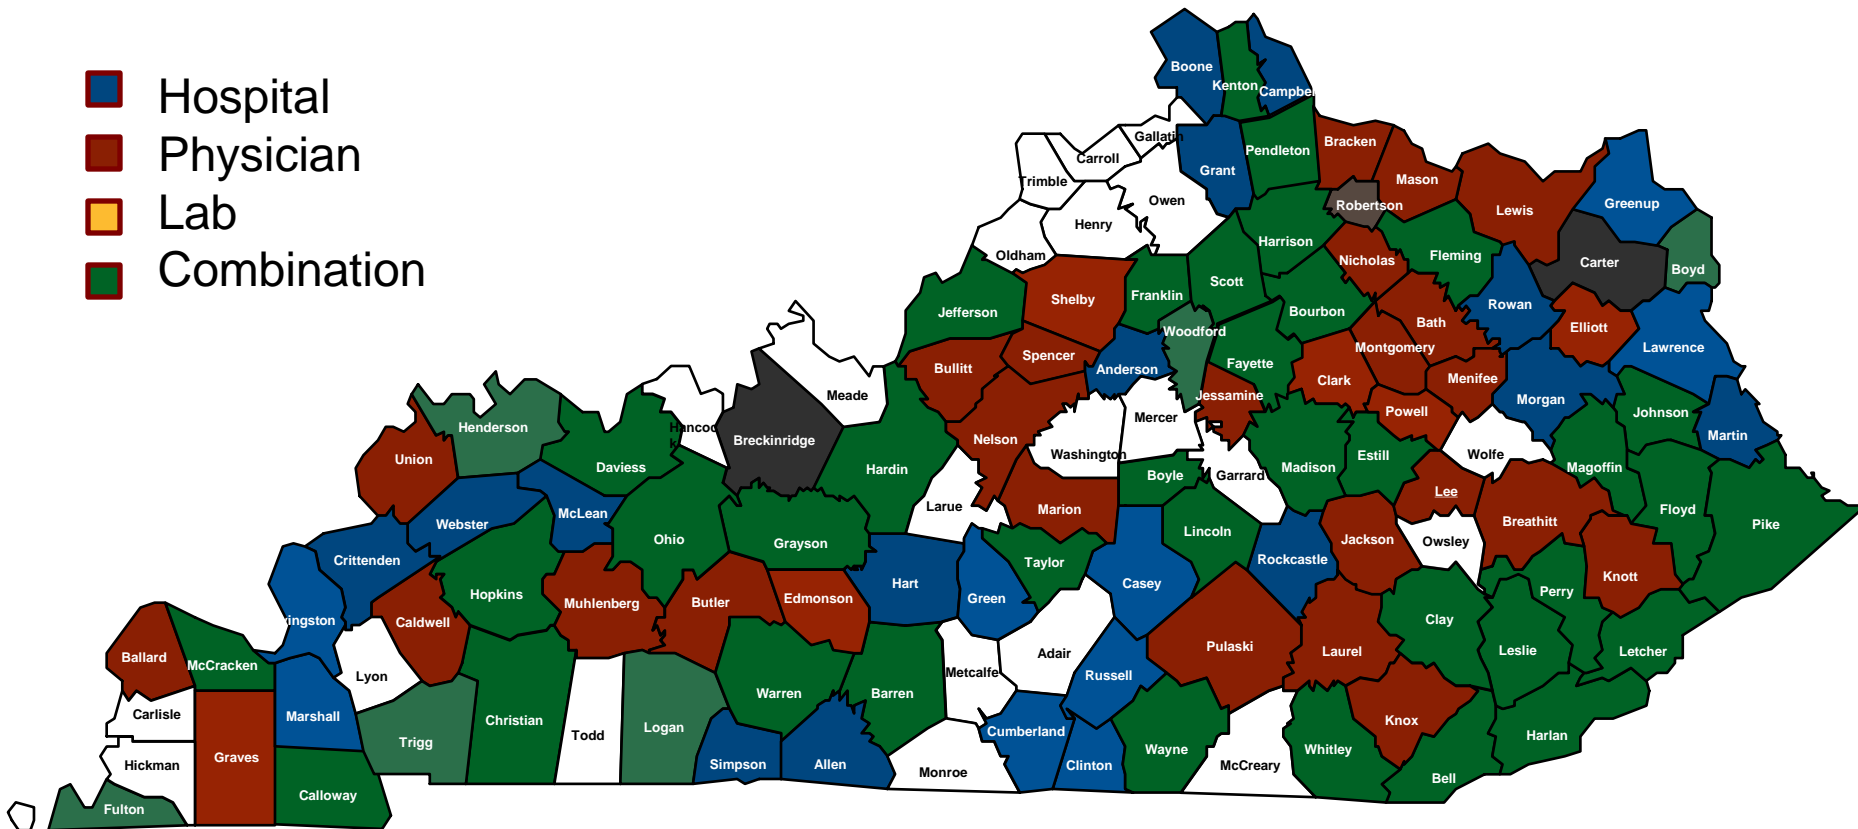 Hospital
Physician
Lab
Combination
Boone
Kenton
Campbel
Gallatin
Carroll
Trimble
Grant
Pendleton
Bracken
Mason
Robertson
Lewis
Greenup
Owen
Henry
Oldham
Harrison
Nicholas
Fleming
Carter
Boyd
Shelby
Franklin
Scott
Bourbon
Rowan
Elliott
Lawrence
Jefferson
Woodford
Bath
Montgomery
Spencer
Bullitt
Anderson
Fayette
Clark
Menifee
Morgan
Johnson
Martin
Meade
Jessamine
Powell
Henderson
Hancoc
k
Breckinridge
Nelson
Mercer
Washington
Union
Daviess
Hardin
Madison
Estill
Wolfe
Magoffin
Boyle
Garrard
Lee
Webster
McLean
Larue
Marion
Lincoln
Breathitt
Floyd
Pike
Crittenden
Ohio
Grayson
Taylor
Casey
Rockcastle
Jackson
Owsley
Knott
Hopkins
Muhlenberg
Butler
Edmonson
Hart
Green
Perry
ingston
Caldwell
Clay
Ballard
McCracken
Lyon
Adair
Pulaski
Laurel
Leslie
Letcher
Metcalfe
Russell
Carlisle
Marshall
Trigg
Christian
Todd
Logan
Warren
Barren
Cumberland
Wayne
Whitley
Knox
Harlan
Hickman
Graves
Simpson
Allen
Monroe
Clinton
McCreary
Bell
Fulton
Calloway